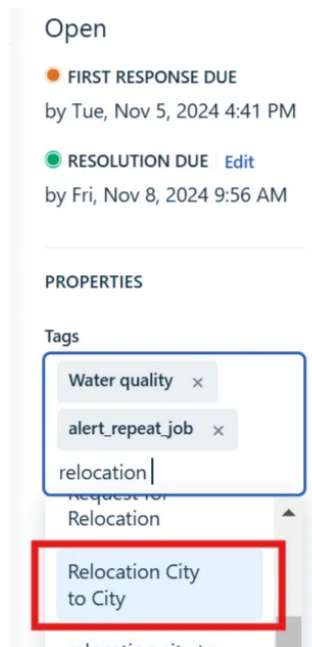 Open
FIRST RESPONSE DUE
by Tue, Nov 5, 2024 4:41 PM
RESOLUTION DUE Edit
by Fri, Nov 8, 2024 9:56 AM
PROPERTIES
Tags
Water quality ×
alert_repeat_job ×
relocation
Request for
Relocation
Relocation City
to City